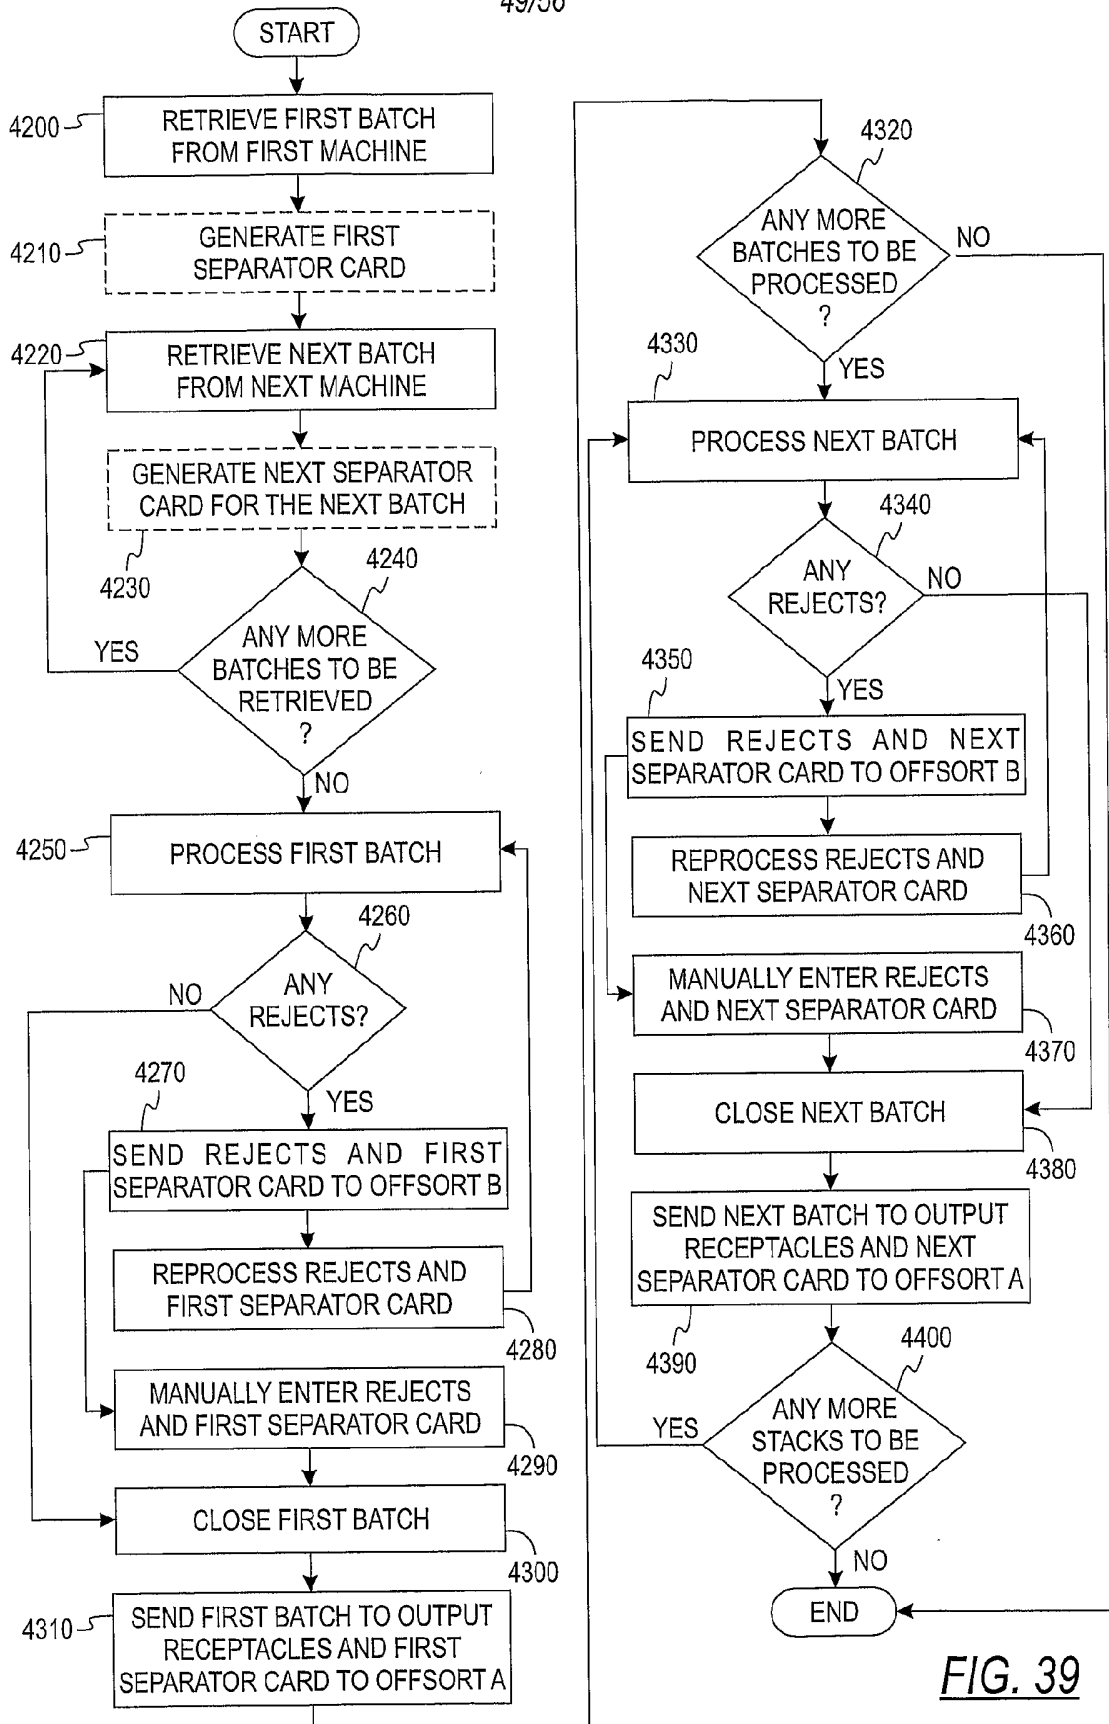 49/56
START
4200
RETRIEVE FIRST BATCH
FROM FIRST MACHINE
4210
GENERATE FIRST
SEPARATOR CARD
4220
RETRIEVE NEXT BATCH
FROM NEXT MACHINE
GENERATE NEXT SEPARATOR
CARD FOR THE NEXT BATCH
4230
4240
YES
ANY MORE
BATCHES TO BE
RETRIEVED
?
NO
4250
PROCESS FIRST BATCH
4260
NO
ANY
REJECTS?
4270
YES
SEND REJECTS AND FIRST
SEPARATOR CARD TO OFFSORT B
REPROCESS REJECTS AND
FIRST SEPARATOR CARD
4280
MANUALLY ENTER REJECTS
AND FIRST SEPARATOR CARD
4290
CLOSE FIRST BATCH
4300
4310
SEND FIRST BATCH TO OUTPUT
RECEPTACLES AND FIRST
SEPARATOR CARD TO OFFSORT A
4320
ANY MORE
BATCHES TO BE
PROCESSED
?
NO
4330
YES
PROCESS NEXT BATCH
4340
ANY
REJECTS?
NO
4350
YES
SEND REJECTS AND NEXT
SEPARATOR CARD TO OFFSORT B
REPROCESS REJECTS AND
NEXT SEPARATOR CARD
4360
MANUALLY ENTER REJECTS
AND NEXT SEPARATOR CARD
4370
CLOSE NEXT BATCH
4380
SEND NEXT BATCH TO OUTPUT
RECEPTACLES AND NEXT
SEPARATOR CARD TO OFFSORT A
4390
4400
YES
ANY MORE
STACKS TO BE
PROCESSED
?
NO
END
FIG. 39